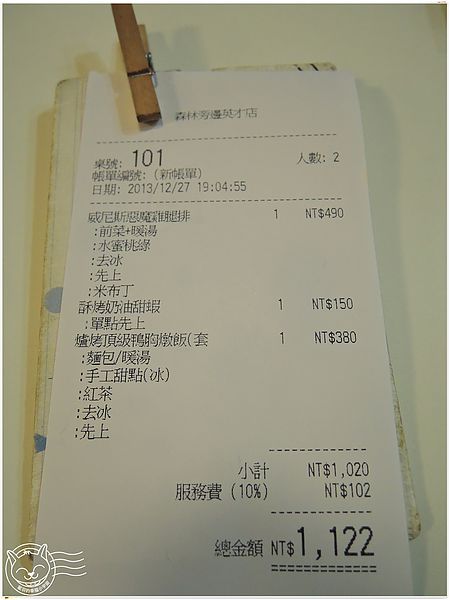 森林旁邊英才店
桌號: 101 人數: 2
帳單編號: (新帳單)
日期: 2013/12/27 19:04:55
威尼斯惡魔雞腿排 1 NT$490
:前菜+暖湯
:水蜜桃綠
:去冰
:先上
:米布丁
酥烤奶油甜蝦 1 NT$150
:單點先上
爐烤頂級鴨胸燉飯(套 1 NT$380
:麵包/暖湯
:手工甜點(冰)
:紅茶
:去冰
:先上
小計 NT$1,020
服務費 (10%) NT$102
總金額 NT$1,122